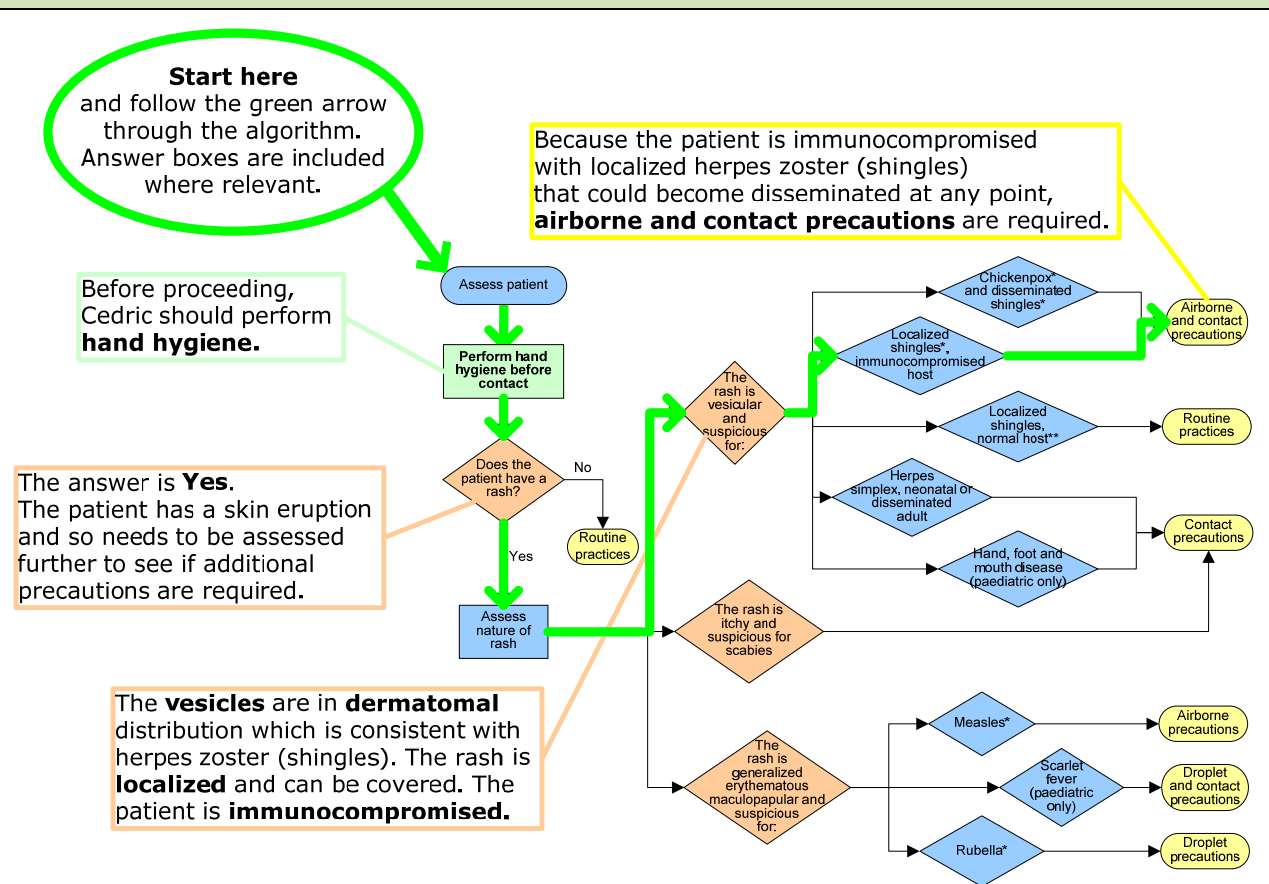 Start here
and follow the green arrow
through the algorithm.
Answer boxes are included
where relevant.
Because the patient is immunocompromised
with localized herpes zoster (shingles)
that could become disseminated at any point,
airborne and contact precautions are required.
Before proceeding,
Cedric should perform
hand hygiene.
Assess patient
Perform hand
hygiene before
contact
Does the
patient have a
rash?
No
Routine
practices
Yes
The answer is Yes.
The patient has a skin eruption
and so needs to be assessed
further to see if additional
precautions are required.
Assess
nature of
rash
The
rash is
vesicular
and
suspicious
for:
Chickenpox*
and disseminated
shingles*
Localized
shingles*,
immunocompromised
host
Airborne
and contact
precautions
Localized
shingles,
normal host**
Routine
practices
Herpes
simplex, neonatal or
disseminated
adult
Hand, foot and
mouth disease
(paediatric only)
Contact
precautions
The rash is
itchy and
suspicious for
scabies
The vesicles are in dermatomal
distribution which is consistent with
herpes zoster (shingles). The rash is
localized and can be covered. The
patient is immunocompromised.
The
rash is
generalized
erythematous
maculopapular and
suspicious
for:
Measles*
Airborne
precautions
Scarlet
fever
(paediatric
only)
Droplet
and contact
precautions
Rubella*
Droplet
precautions